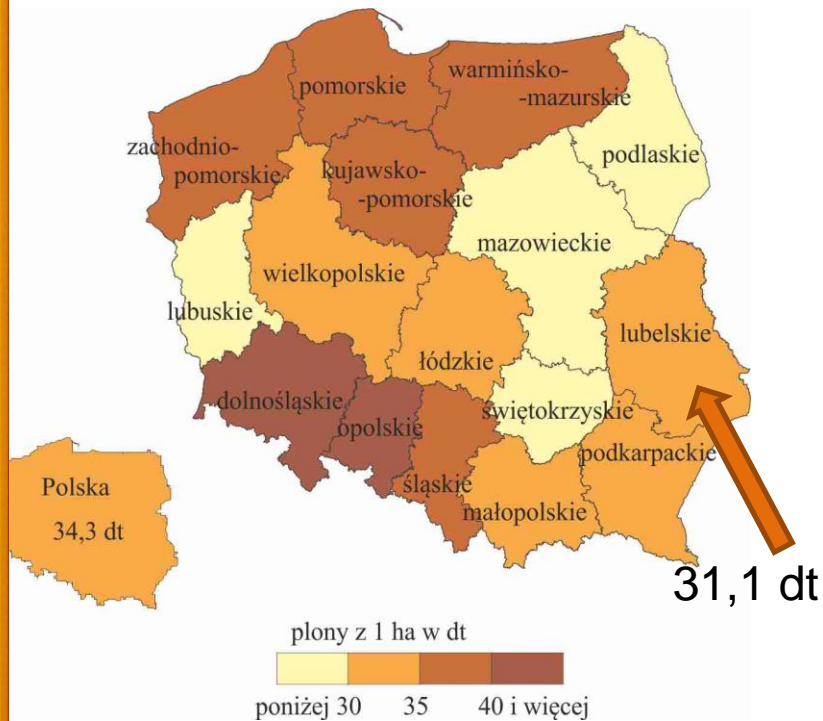 pomorskie
warmińsko-
-mazurskie
zachodnio-
pomorskie
kujawsko-
-pomorskie
podlaskie
mazowieckie
wielkopolskie
lubuskie
łódzkie
lubelskie
dolnośląskie
opolskie
świętokrzyskie
śląskie
podkarpackie
małopolskie
Polska
34,3 dt
31,1 dt
plony z 1 ha w dt
poniżej 30 35 40 i więcej